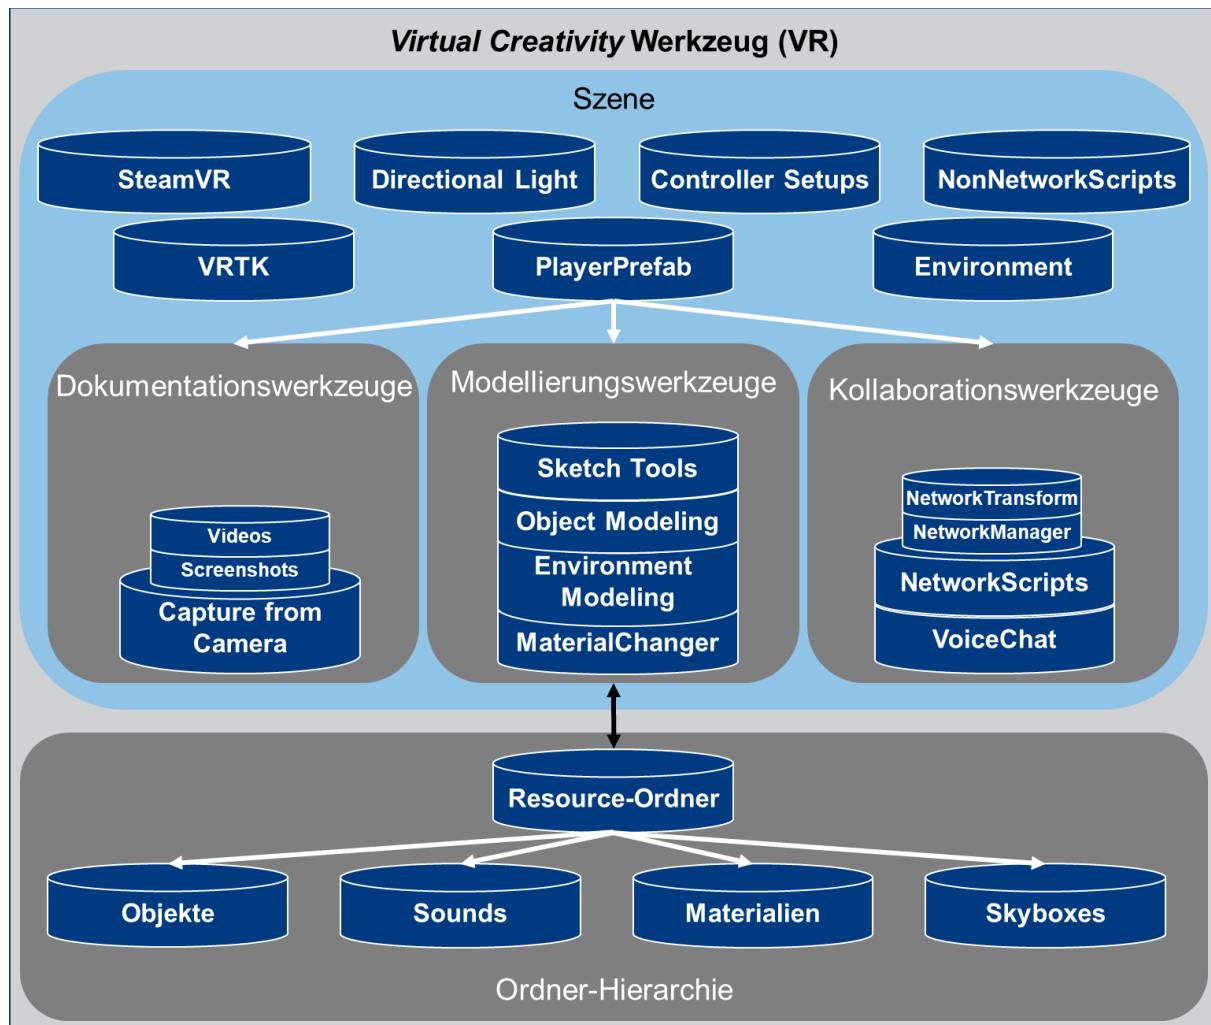 Virtual Creativity Werkzeug (VR)
Szene
SteamVR
Directional Light
Controller Setups
NonNetworkScripts
VRTK
PlayerPrefab
Environment
Dokumentationswerkzeuge
Videos
Screenshots
Capture from
Camera
Modellierungswerkzeuge
Sketch Tools
Object Modeling
Environment
Modeling
MaterialChanger
Kollaborationswerkzeuge
NetworkTransform
NetworkManager
NetworkScripts
VoiceChat
Resource-Ordner
Objekte
Sounds
Materialien
Skyboxes
Ordner-Hierarchie